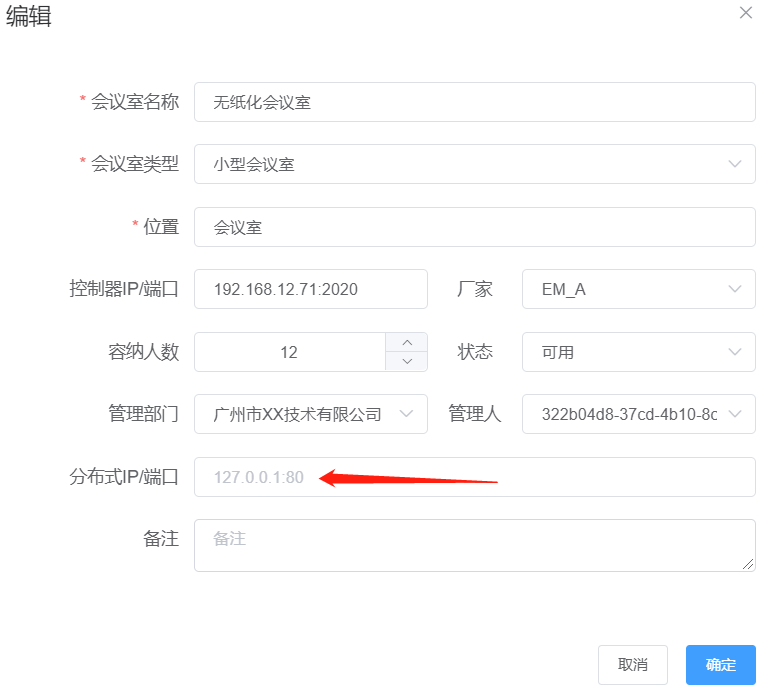 编辑
* 会议室名称 无纸化会议室
* 会议室类型 小型会议室
* 位置 会议室
控制器IP/端口 192.168.12.71:2020 厂家 EM_A
容纳人数 12 状态 可用
管理部门 广州市XX技术有限公司 管理人 322b04d8-37cd-4b10-8c
分布式IP/端口 127.0.0.1:80
备注 备注
取消 确定